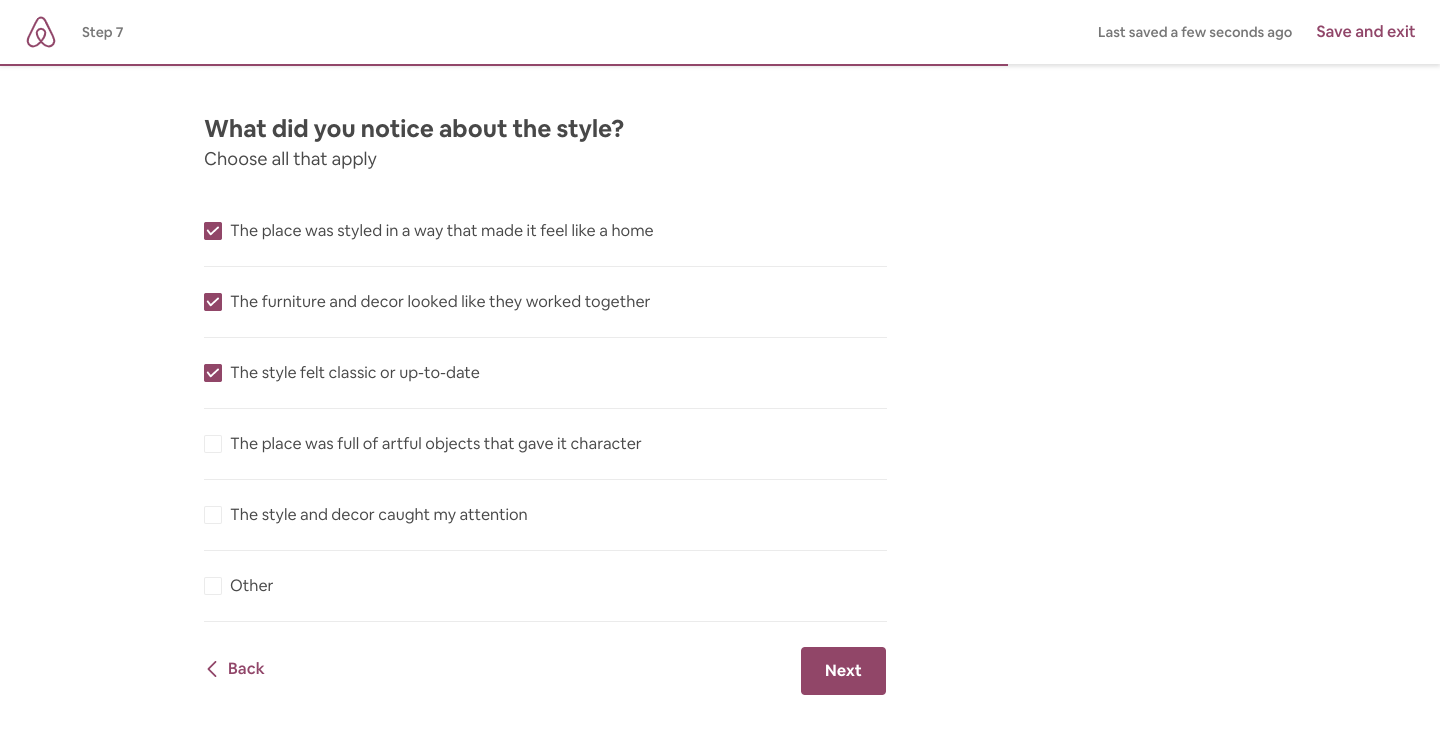 Step 7
Last saved a few seconds ago
Save and exit
What did you notice about the style?
Choose all that apply
The place was styled in a way that made it feel like a home
The furniture and decor looked like they worked together
The style felt classic or up-to-date
The place was full of artful objects that gave it character
The style and decor caught my attention
Other
Back
Next